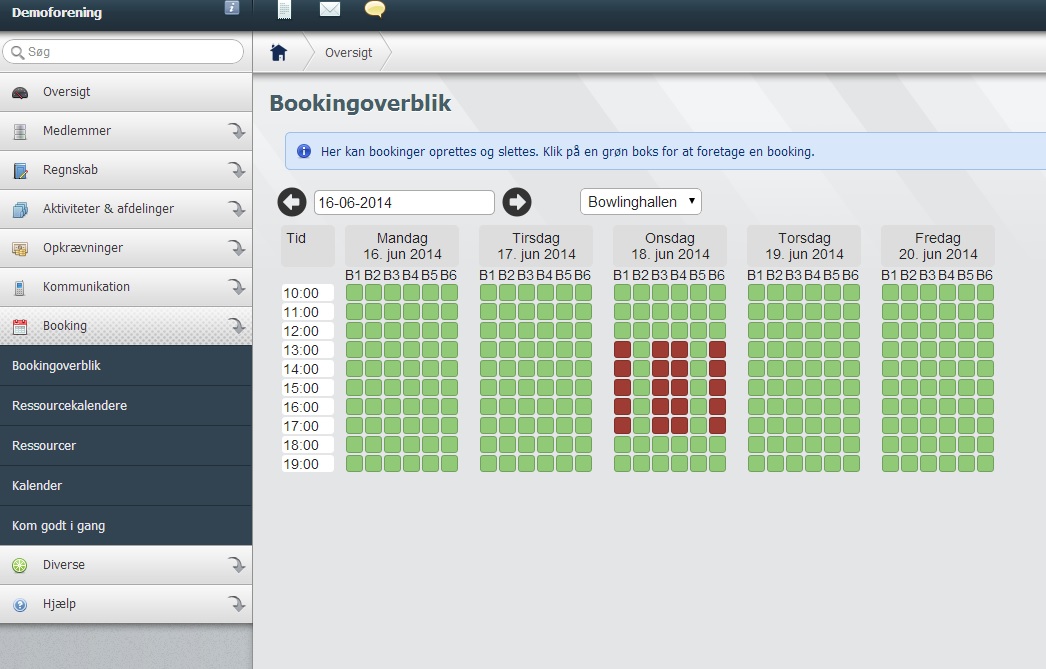 Demoforening
Søg
Oversigt
Medlemmer
Regnskab
Aktiviteter & afdelinger
Opkrævninger
Kommunikation
Booking
Bookingoverblik
Ressourcekalendere
Ressourcer
Kalender
Kom godt i gang
Diverse
Hjælp
Oversigt
Bookingoverblik
Her kan bookinger oprettes og slettes. Klik på en grøn boks for at foretage en booking.
16-06-2014 Bowlinghallen
Tid Mandag Tirsdag Onsdag Torsdag Fredag
16. jun 2014 17. jun 2014 18. jun 2014 19. jun 2014 20. jun 2014
B1 B2 B3 B4 B5 B6 B1 B2 B3 B4 B5 B6 B1 B2 B3 B4 B5 B6 B1 B2 B3 B4 B5 B6 B1 B2 B3 B4 B5 B6
10:00
11:00
12:00
13:00
14:00
15:00
16:00
17:00
18:00
19:00